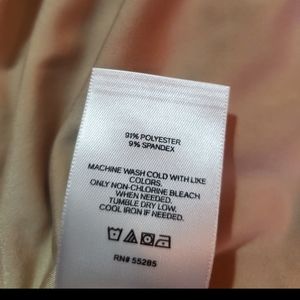 91% POLYESTER
9% SPANDEX
MACHINE WASH COLD WITH LIKE
COLORS.
ONLY NON-CHLORINE BLEACH
WHEN NEEDED.
TUMBLE DRY LOW.
COOL IRON IF NEEDED.
RN# 55285